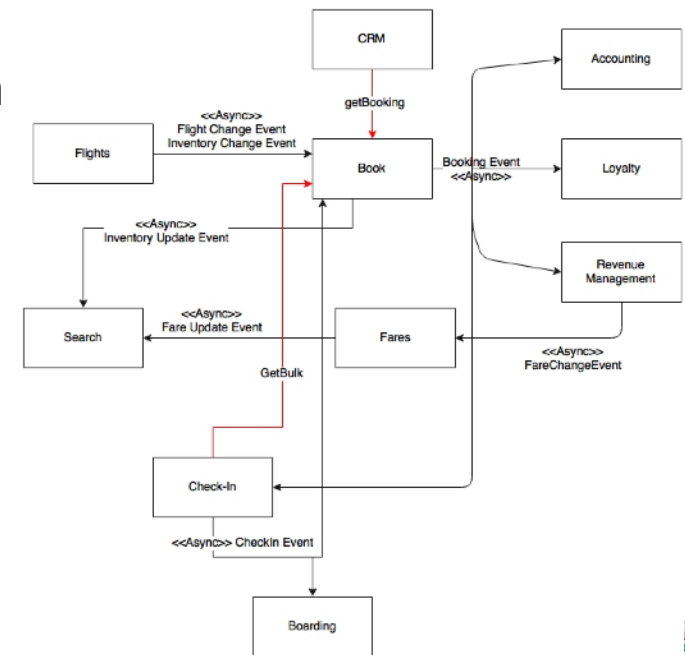 CRM
Accounting
getBooking
<<Async>>
Flight Change Event
Inventory Change Event
Flights
Book
Booking Event
<<Async>>
Loyalty
<<Async>>
Inventory Update Event
Revenue
Management
<<Async>>
Fare Update Event
Search
Fares
<<Async>>
FareChangeEvent
GetBulk
Check-In
<<Async>> CheckIn Event
Boarding